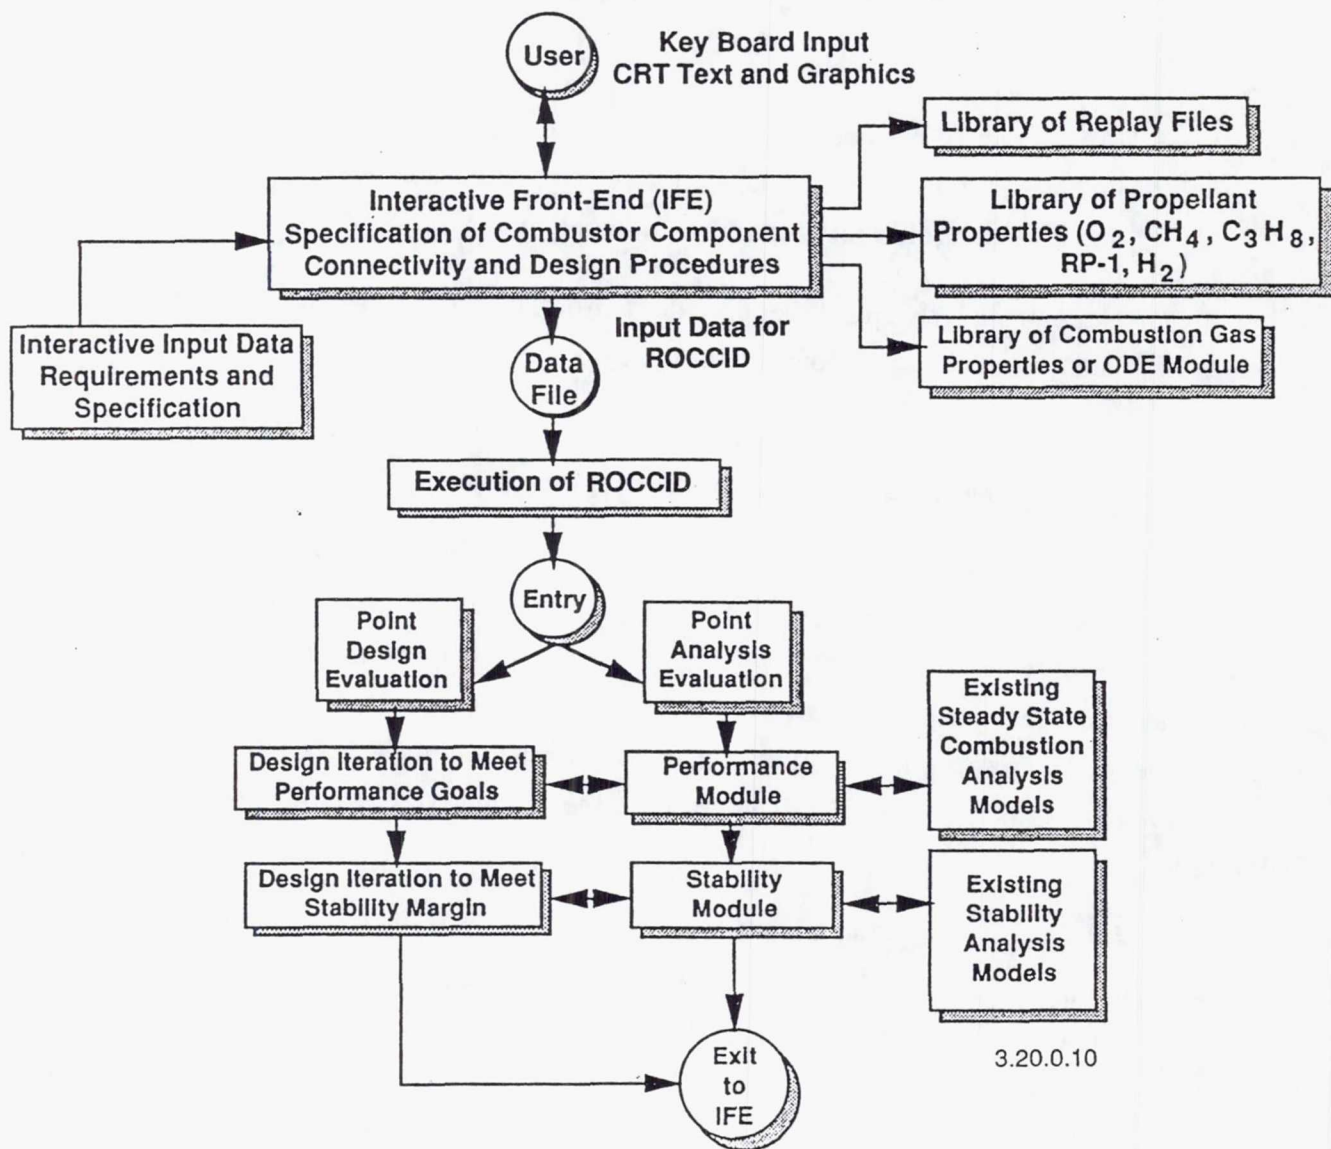 User
Key Board Input
CRT Text and Graphics
Library of Replay Files
Interactive Front-End (IFE)
Specification of Combustor Component
Connectivity and Design Procedures
Library of Propellant
Properties (O2, CH4, C3H8,
RP-1, H2)
Interactive Input Data
Requirements and
Specification
Input Data for
ROCCID
Data
File
Library of Combustion Gas
Properties or ODE Module
Execution of ROCCID
Entry
Point
Design
Evaluation
Point
Analysis
Evaluation
Existing
Steady State
Combustion
Analysis
Models
Design Iteration to Meet
Performance Goals
Performance
Module
Design Iteration to Meet
Stability Margin
Stability
Module
Existing
Stability
Analysis
Models
Exit
to
IFE
3.20.0.10